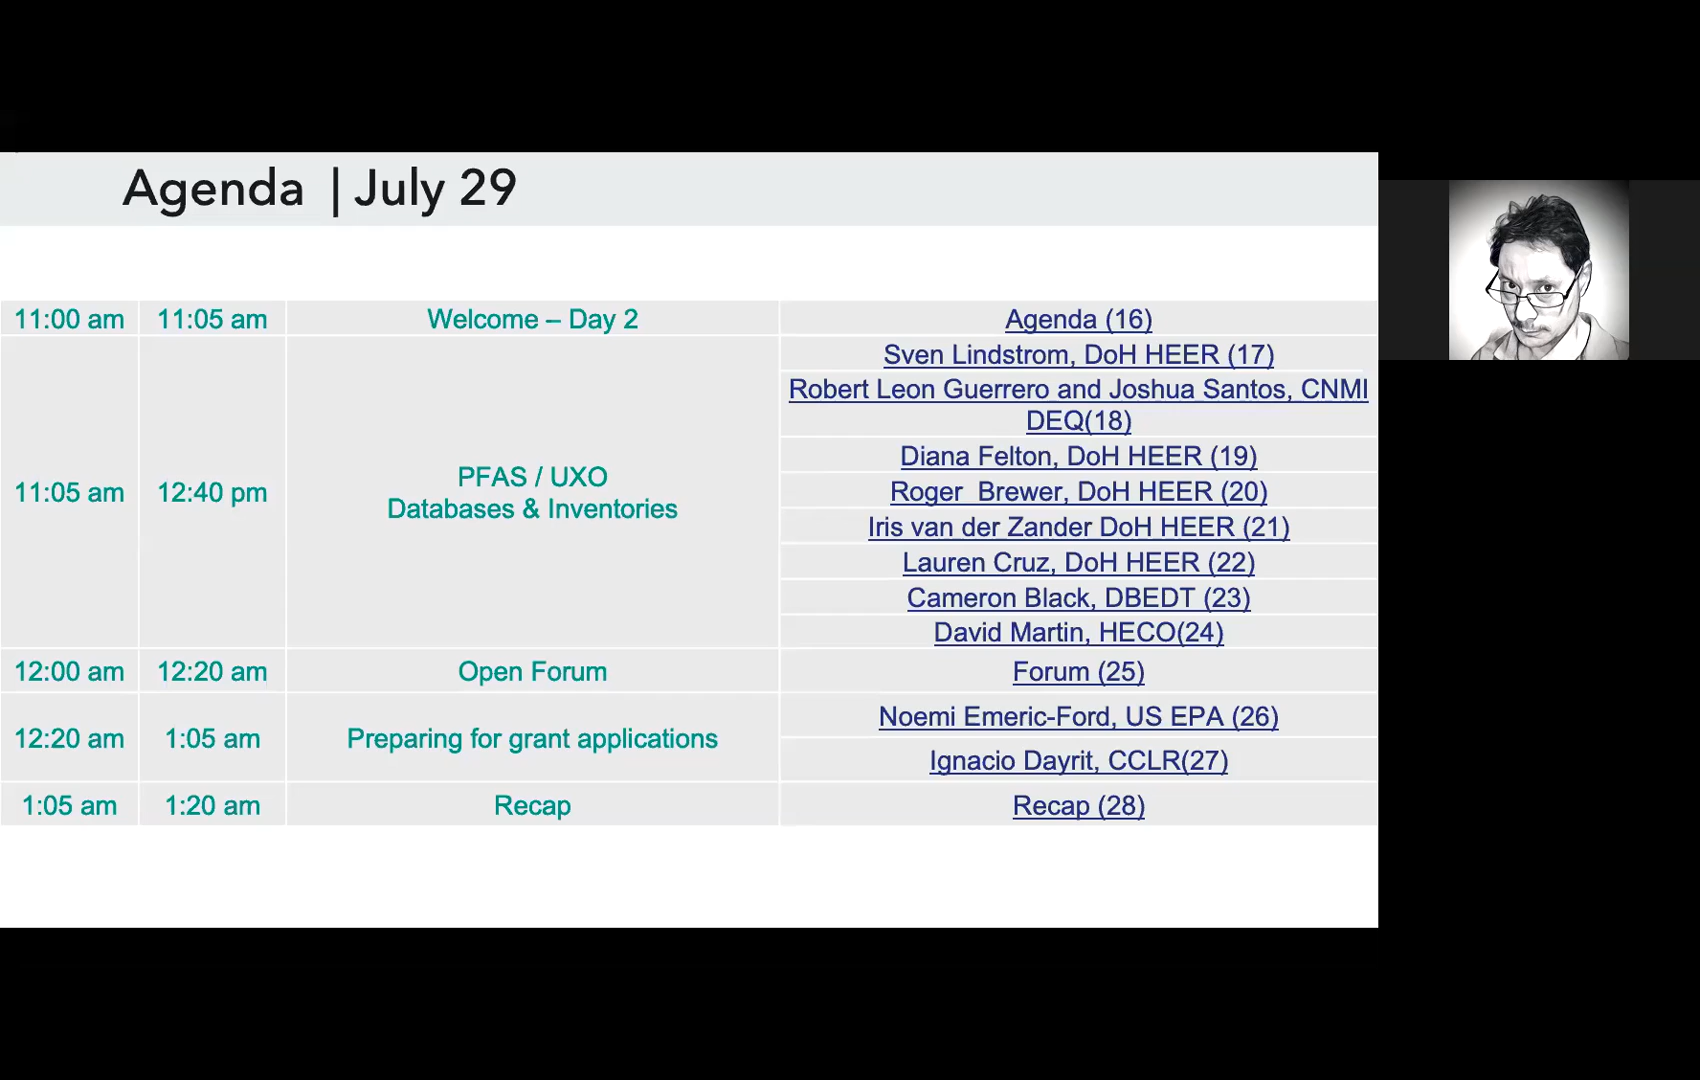 Agenda | July 29
11:00 am 11:05 am Welcome – Day 2 Agenda (16)
11:05 am 12:40 pm PFAS / UXO
Databases & Inventories
Sven Lindstrom, DoH HEER (17)
Robert Leon Guerrero and Joshua Santos, CNMI
DEQ(18)
Diana Felton, DoH HEER (19)
Roger Brewer, DoH HEER (20)
Iris van der Zander DoH HEER (21)
Lauren Cruz, DoH HEER (22)
Cameron Black, DBEDT (23)
David Martin, HECO(24)
12:00 am 12:20 am Open Forum Forum (25)
12:20 am 1:05 am Preparing for grant applications
Noemi Emeric-Ford, US EPA (26)
Ignacio Dayrit, CCLR(27)
1:05 am 1:20 am Recap Recap (28)